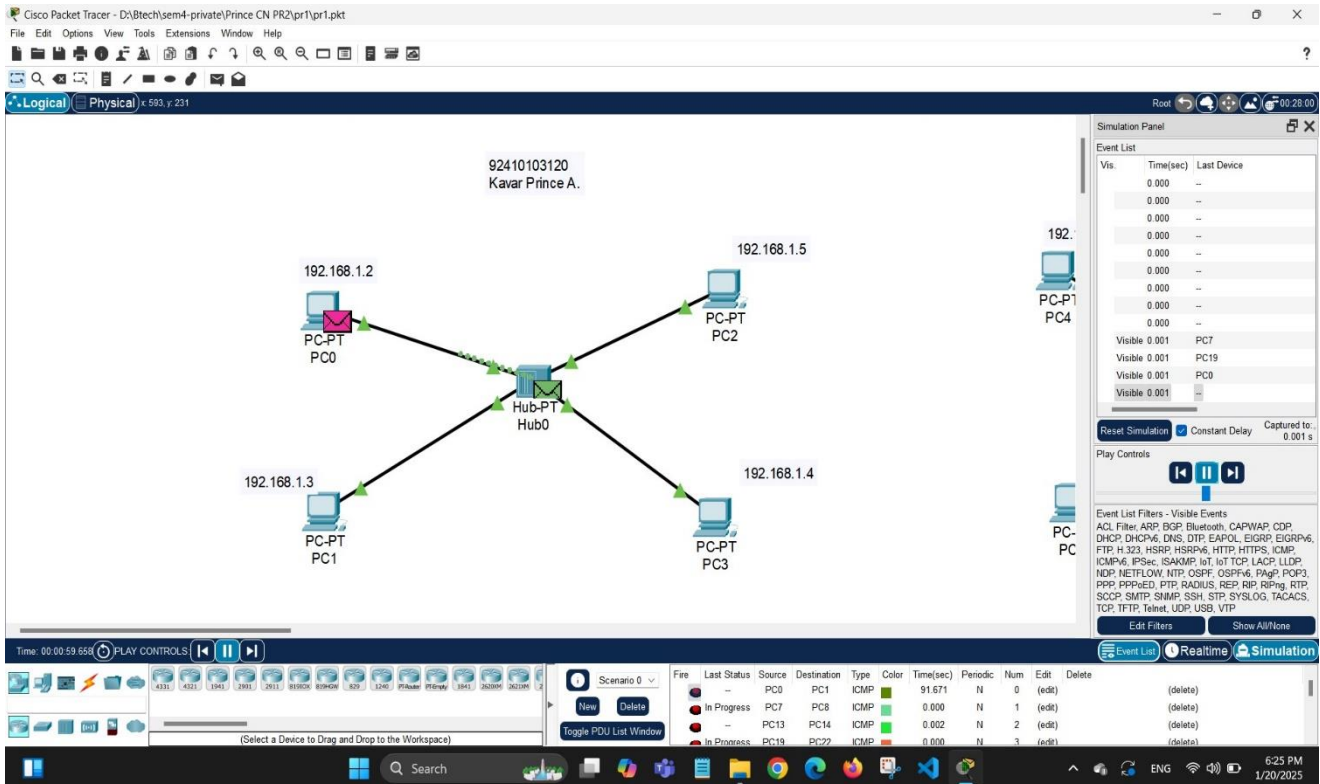 Cisco Packet Tracer - D:\Btech\sem4-private\Prince CN PR2\pr1\pr1.pkt
File Edit Options View Tools Extensions Window Help
?
Logical Physical x: 593, y: 231
Root 00:28:00
92410103120
Kavar Prince A.
192.168.1.2
PC-PT
PC0
192.168.1.5
PC-PT
PC2
Hub-PT
Hub0
192.168.1.3
PC-PT
PC1
192.168.1.4
PC-PT
PC3
192.
PC-PT
PC4
PC-
PC
Simulation Panel
Event List
Vis. Time(sec) Last Device
0.000 --
0.000 --
0.000 --
0.000 --
0.000 --
0.000 --
0.000 --
0.000 --
0.000 --
Visible 0.001 PC7
Visible 0.001 PC19
Visible 0.001 PC0
Visible 0.001 --
Reset Simulation Constant Delay Captured to:
0.001 s
Play Controls
Event List Filters - Visible Events
ACL Filter, ARP, BGP, Bluetooth, CAPWAP, CDP,
DHCP, DHCPv6, DNS, DTP, EAPOL, EIGRP, EIGRPv6,
FTP, H.323, HSRP, HSRPv6, HTTP, HTTPS, ICMP,
ICMPv6, IPSec, ISAKMP, IoT, IoT TCP, LACP, LLDP,
NDP, NETFLOW, NTP, OSPF, OSPFv6, PAgP, POP3,
PPP, PPPoED, PTP, RADIUS, REP, RIP, RIPng, RTP,
SCCP, SMTP, SNMP, SSH, STP, SYSLOG, TACACS,
TCP, TFTP, Telnet, UDP, USB, VTP
Edit Filters Show All/None
Time: 00:00:59.658 PLAY CONTROLS:
Event List Realtime Simulation
4331 4321 1941 2901 2911 819IOX 819HGW 829 1240 PT-Router PT-Empty 1841 2620XM 2621XM 2
(Select a Device to Drag and Drop to the Workspace)
Scenario 0
New Delete
Toggle PDU List Window
Fire Last Status Source Destination Type Color Time(sec) Periodic Num Edit Delete
-- PC0 PC1 ICMP 91.671 N 0 (edit) (delete)
In Progress PC7 PC8 ICMP 0.000 N 1 (edit) (delete)
-- PC13 PC14 ICMP 0.002 N 2 (edit) (delete)
In Progress PC19 PC22 ICMP 0.000 N 3 (edit) (delete)
Search
ENG
6:25 PM
1/20/2025